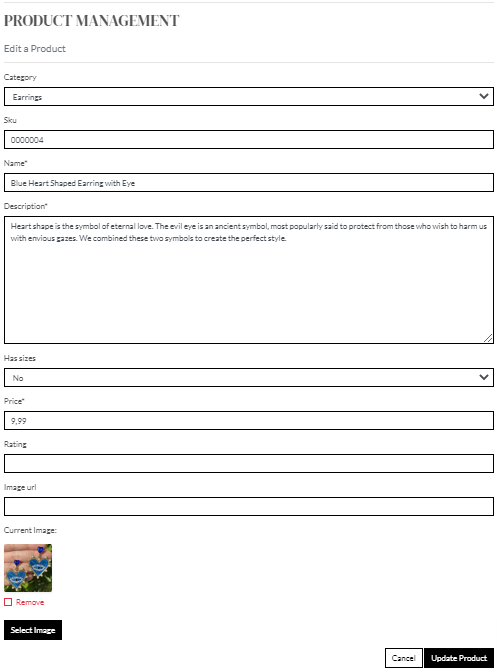 PRODUCT MANAGEMENT
Edit a Product
Category
Earrings
Sku
0000004
Name*
Blue Heart Shaped Earring with Eye
Description*
Heart shape is the symbol of eternal love. The evil eye is an ancient symbol, most popularly said to protect from those who wish to harm us
with envious gazes. We combined these two symbols to create the perfect style.
Has sizes
No
Price*
9,99
Rating
Image url
Current Image:
Remove
Select Image
Cancel
Update Product